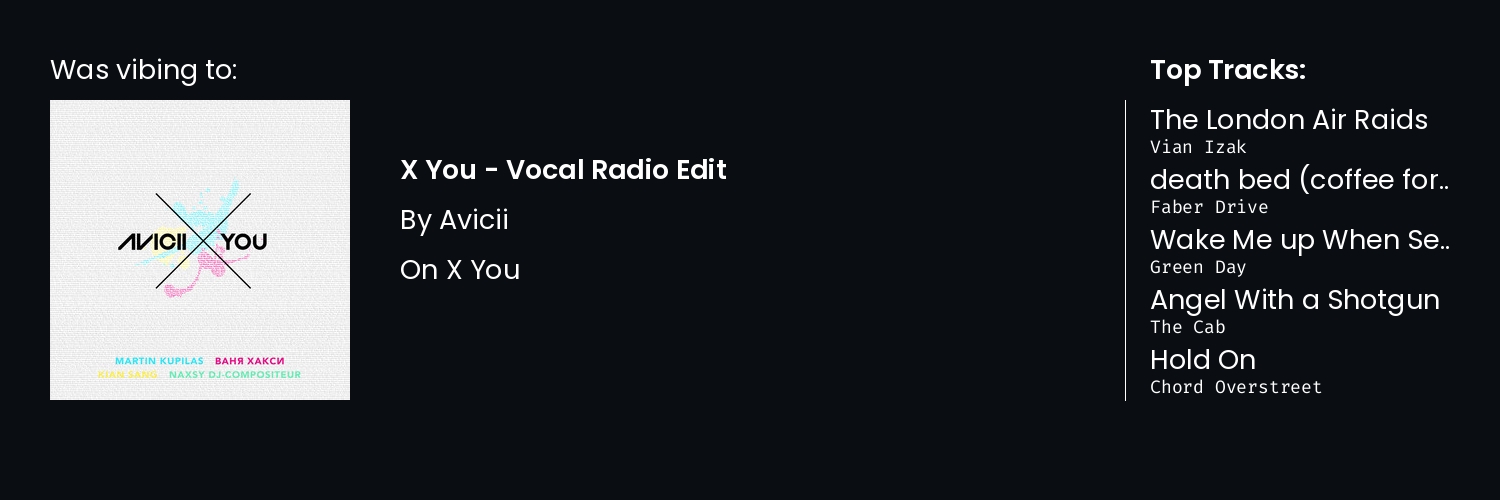 Was vibing to:
AVICII X YOU
MARTIN KUPILAS ВАНЯ ХАКСИ
KIAN SANG NAXSY DJ-COMPOSITEUR
X You - Vocal Radio Edit
By Avicii
On X You
Top Tracks:
The London Air Raids
Vian Izak
death bed (coffee for..
Faber Drive
Wake Me up When Se..
Green Day
Angel With a Shotgun
The Cab
Hold On
Chord Overstreet